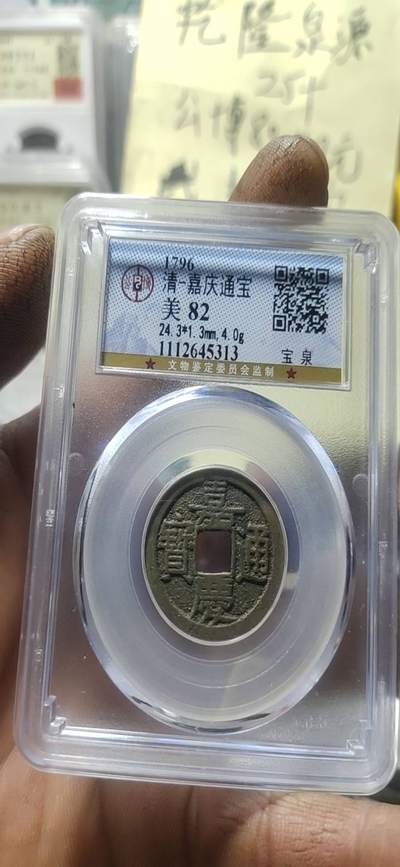 乾隆泉源
254
公博
1796
清-嘉庆通宝
美 82
24.3*1.3mm,4.0g
1112645313
宝泉
★ 文物鉴定委员会监制 ★
嘉慶通寶